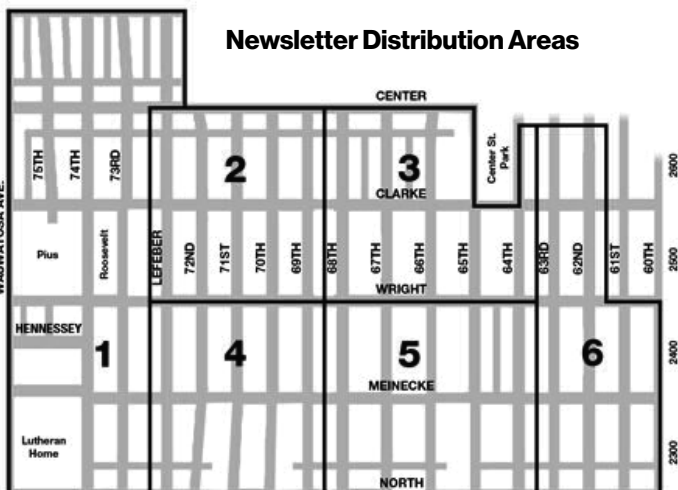 Newsletter Distribution Areas
CENTER
75TH
74TH
73RD
2
3
Center St.
Park
2600
CLARKE
WAUWATOSA AVE.
Pius
Roosevelt
LEFEBER
72ND
71ST
70TH
69TH
68TH
67TH
66TH
65TH
64TH
63RD
62ND
61ST
60TH
2500
WRIGHT
HENNESSEY
1
4
5
6
2400
MEINECKE
Lutheran
Home
2300
NORTH